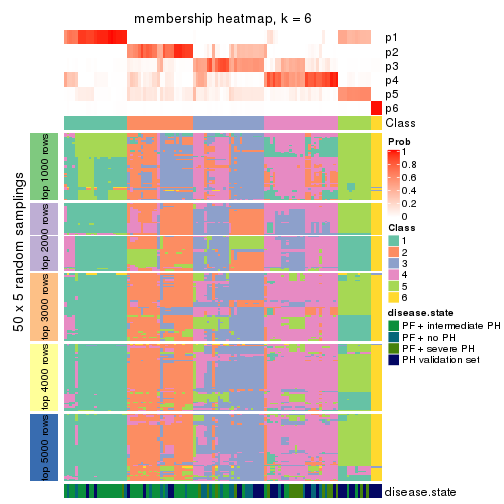 membership heatmap, k = 6
p1
p2
p3
p4
p5
p6
Class
50 x 5 random samplings
top 1000 rows
top 2000 rows
top 3000 rows
top 4000 rows
top 5000 rows
Prob
1
0.8
0.6
0.4
0.2
0
Class
1
2
3
4
5
6
disease.state
PF + intermediate PH
PF + no PH
PF + severe PH
PH validation set
disease.state